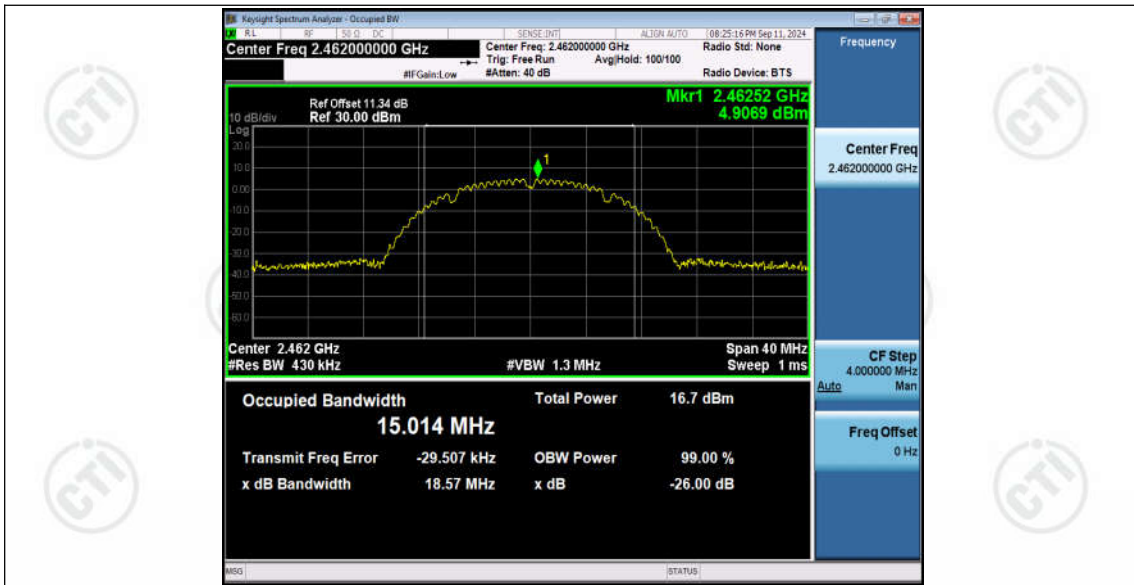 Keysight Spectrum Analyzer - Occupied BW
RL RF 50 Ω DC SENSE:INT ALIGN AUTO 08:25:16 PM Sep 11, 2024
Center Freq 2.462000000 GHz
Center Freq: 2.462000000 GHz
Radio Std: None
Trig: Free Run Avg|Hold: 100/100
#IFGain:Low
#Atten: 40 dB
Radio Device: BTS
Frequency
Mkr1 2.46252 GHz
4.9069 dBm
Ref Offset 11.34 dB
10 dB/div Ref 30.00 dBm
Log
20.0
10.0
0.00
-10.0
-20.0
-30.0
-40.0
-50.0
-60.0
1
Center Freq
2.462000000 GHz
Center 2.462 GHz
Span 40 MHz
#Res BW 430 kHz
#VBW 1.3 MHz
Sweep 1 ms
CF Step
4.000000 MHz
Auto Man
Freq Offset
0 Hz
Occupied Bandwidth
Total Power 16.7 dBm
15.014 MHz
Transmit Freq Error -29.507 kHz OBW Power 99.00 %
x dB Bandwidth 18.57 MHz x dB -26.00 dB
MSG
STATUS
CTI
CTI
CTI
CTI